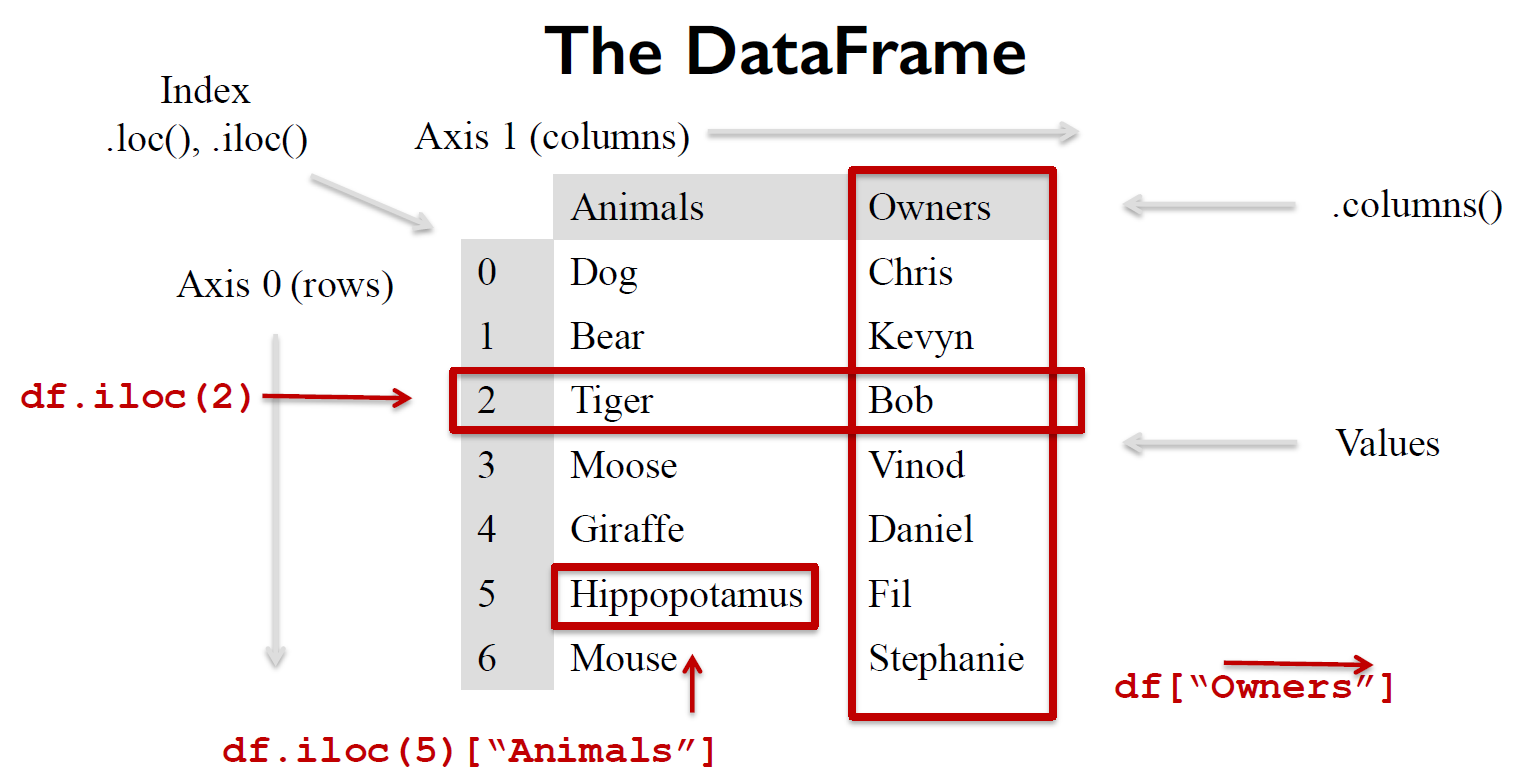 The DataFrame
Index
.loc(), .iloc()
Axis 1 (columns)
Animals Owners
.columns()
0 Dog Chris
Axis 0 (rows)
1 Bear Kevyn
df.iloc(2)
2 Tiger Bob
Values
3 Moose Vinod
4 Giraffe Daniel
5 Hippopotamus Fil
6 Mouse Stephanie
df[“Owners”]
df.iloc(5)[“Animals”]